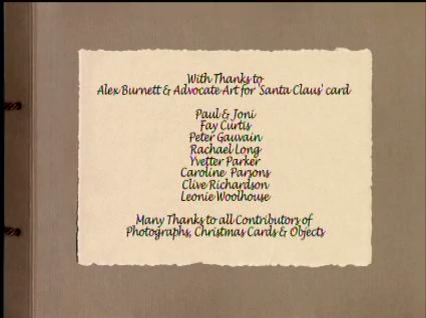 With Thanks to
Alex Burnett & Advocate Art for 'Santa Claus' card
Paul & Joni
Fay Curtis
Peter Gauvain
Rachael Long
Yvetter Parker
Caroline Parsons
Clive Richardson
Leonie Woolhouse
Many Thanks to all Contributors of
Photographs, Christmas Cards & Objects